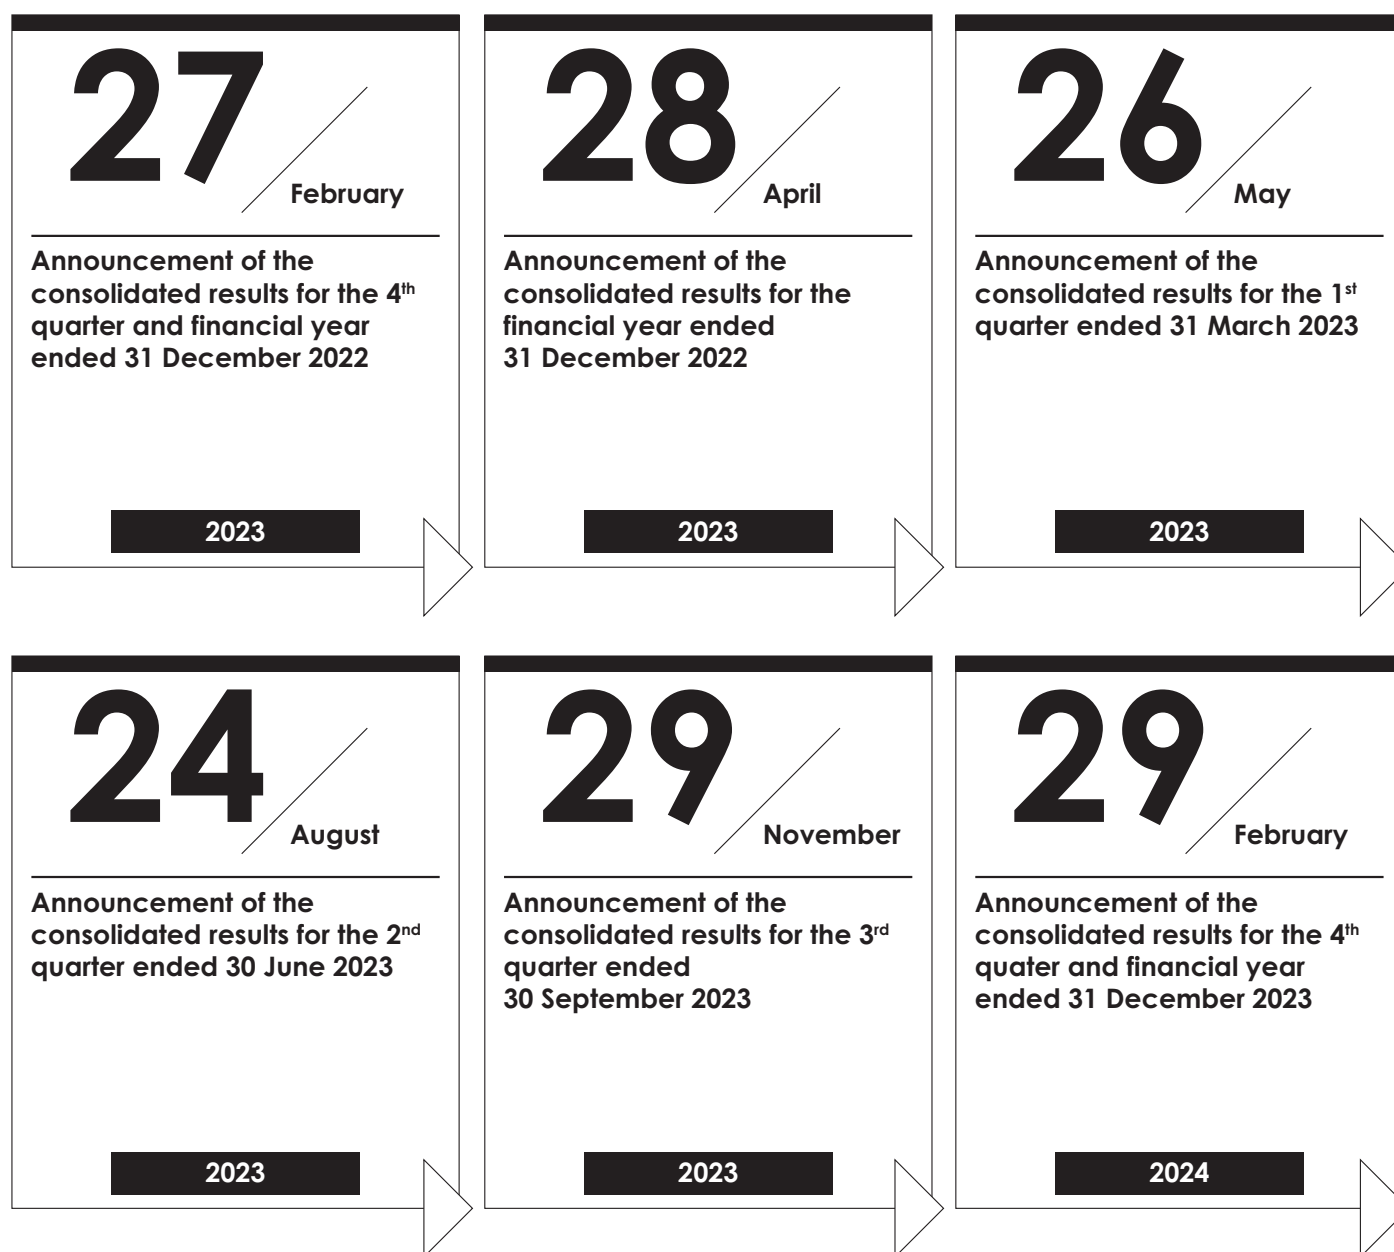 27
February
Announcement of the
consolidated results for the 4th
quarter and financial year
ended 31 December 2022
2023
28
April
Announcement of the
consolidated results for the
financial year ended
31 December 2022
2023
26
May
Announcement of the
consolidated results for the 1st
quarter ended 31 March 2023
2023
24
August
Announcement of the
consolidated results for the 2nd
quarter ended 30 June 2023
2023
29
November
Announcement of the
consolidated results for the 3rd
quarter ended
30 September 2023
2023
29
February
Announcement of the
consolidated results for the 4th
quater and financial year
ended 31 December 2023
2024